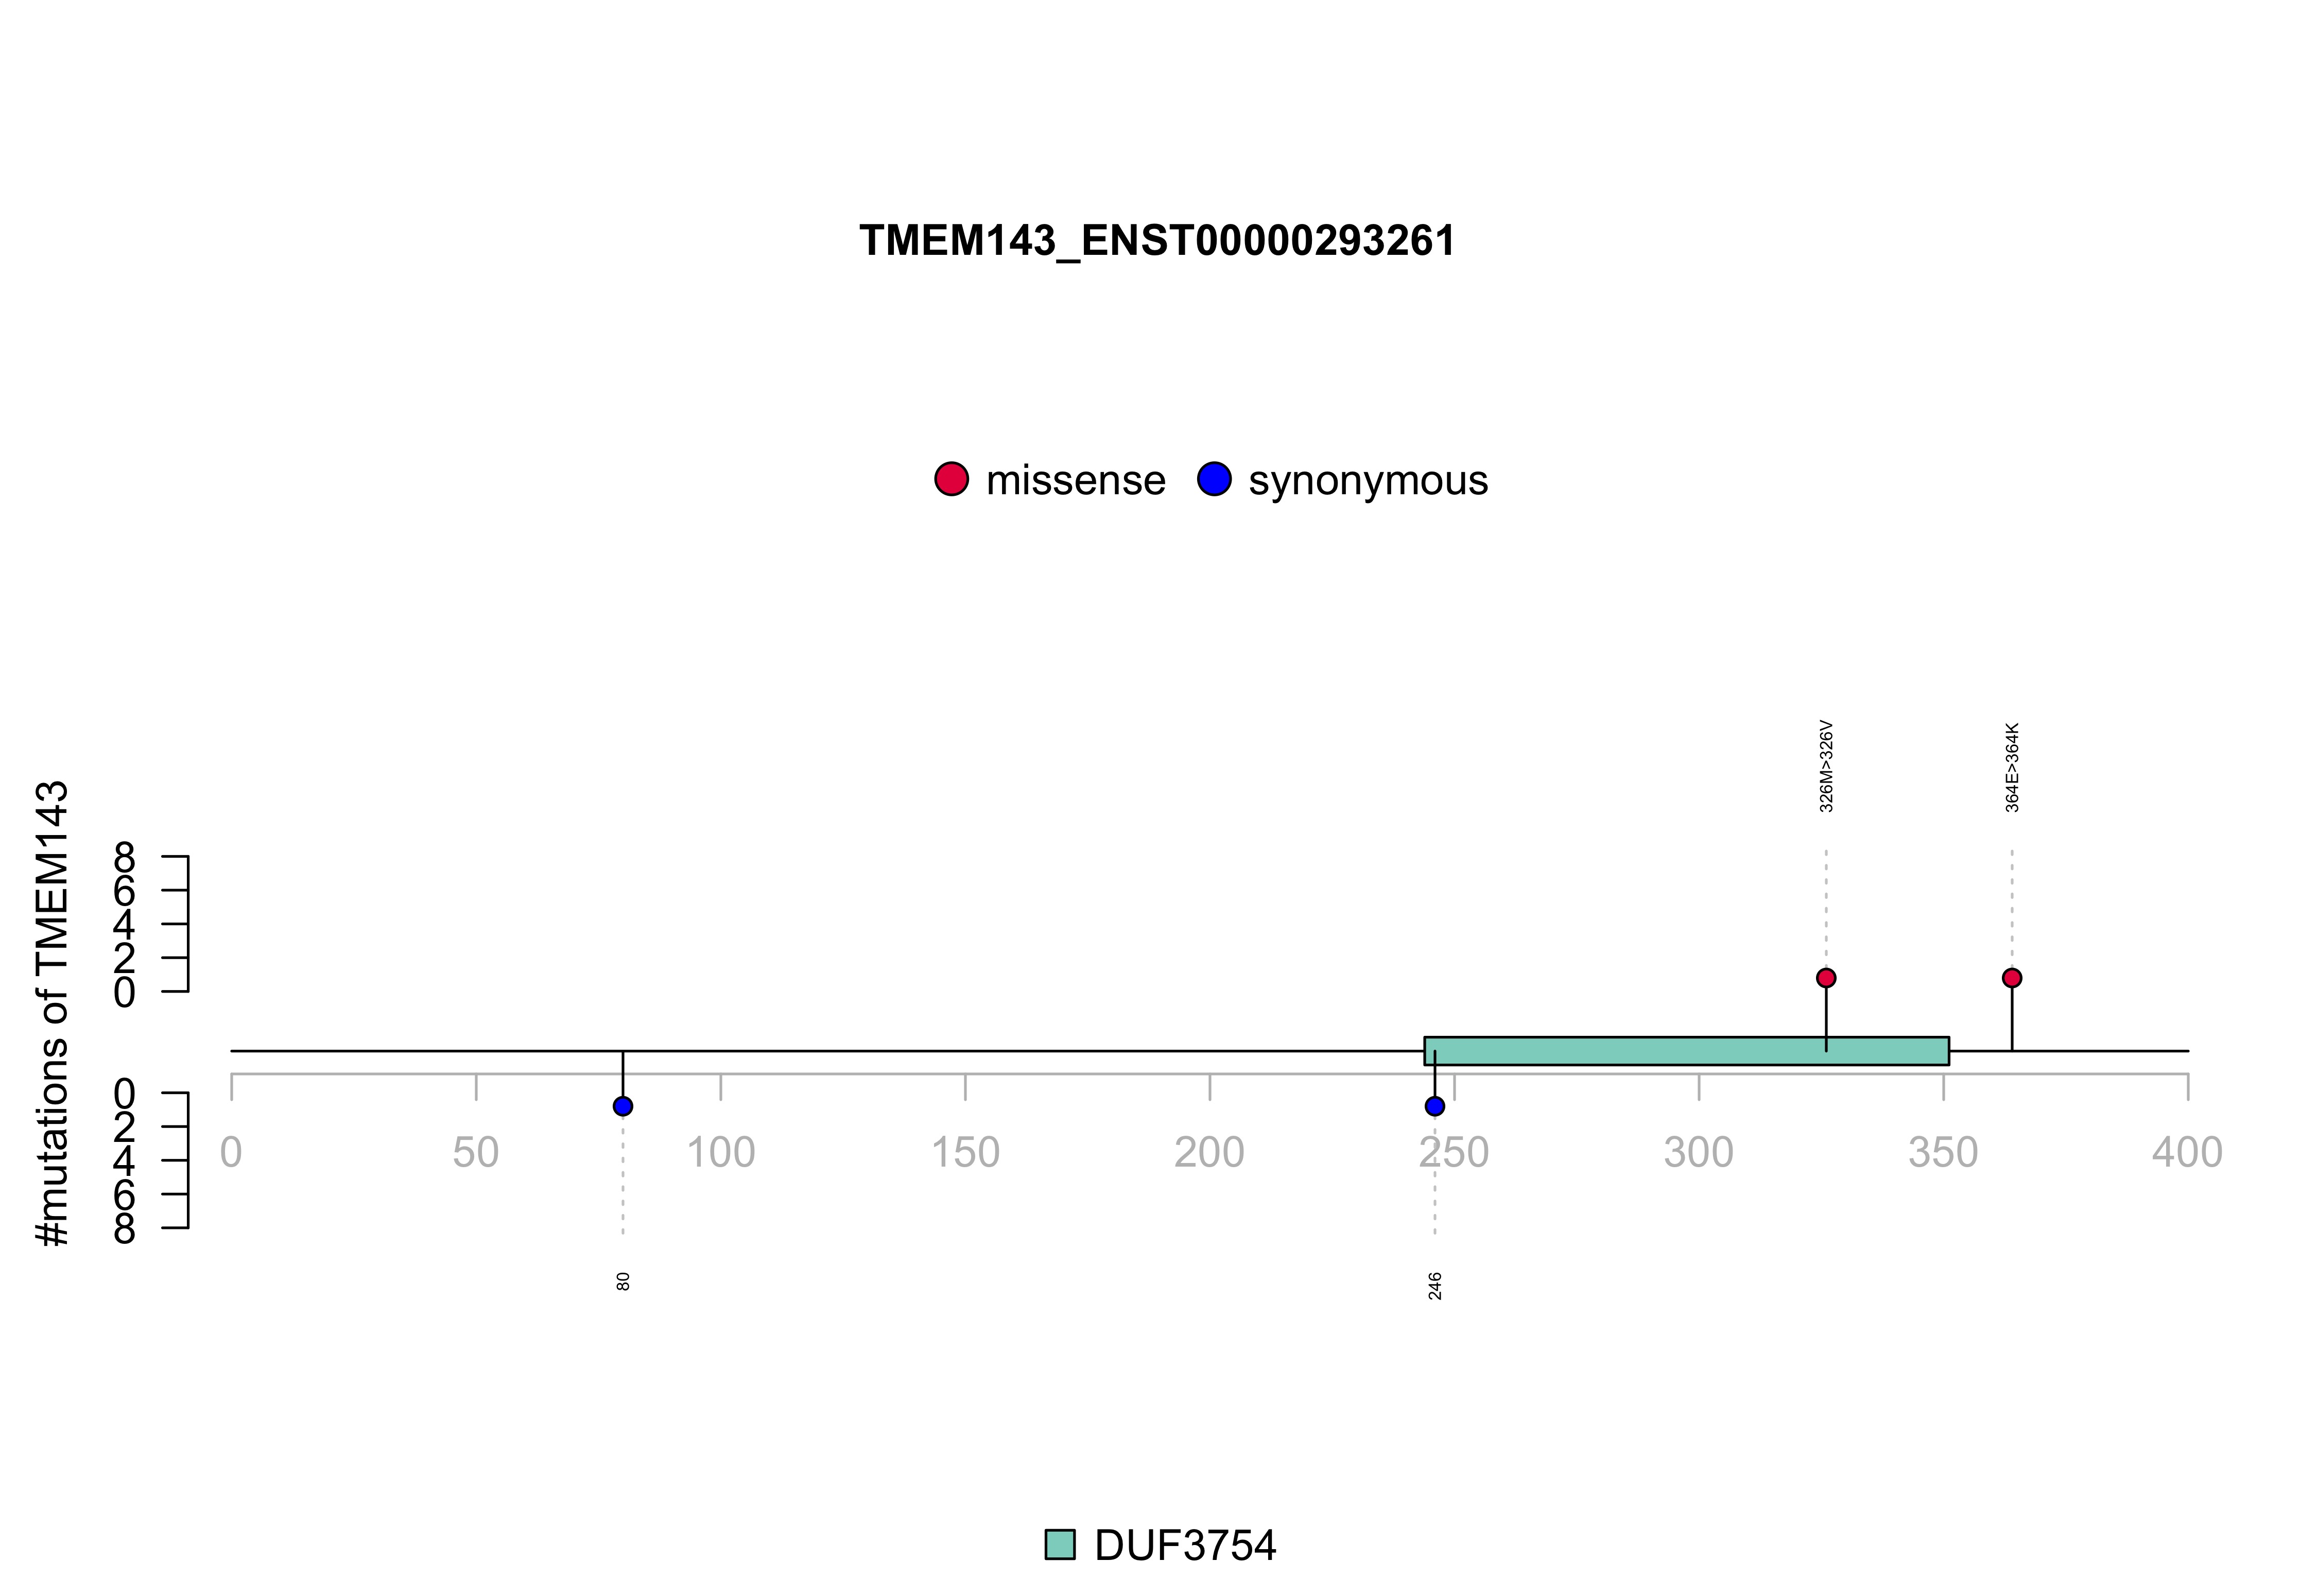 TMEM143_ENST00000293261
missense
synonymous
326M>326V
364E>364K
#mutations of TMEM143
8
6
4
2
0
0
2
4
6
8
0 50 100 150 200 250 300 350 400
80
246
DUF3754